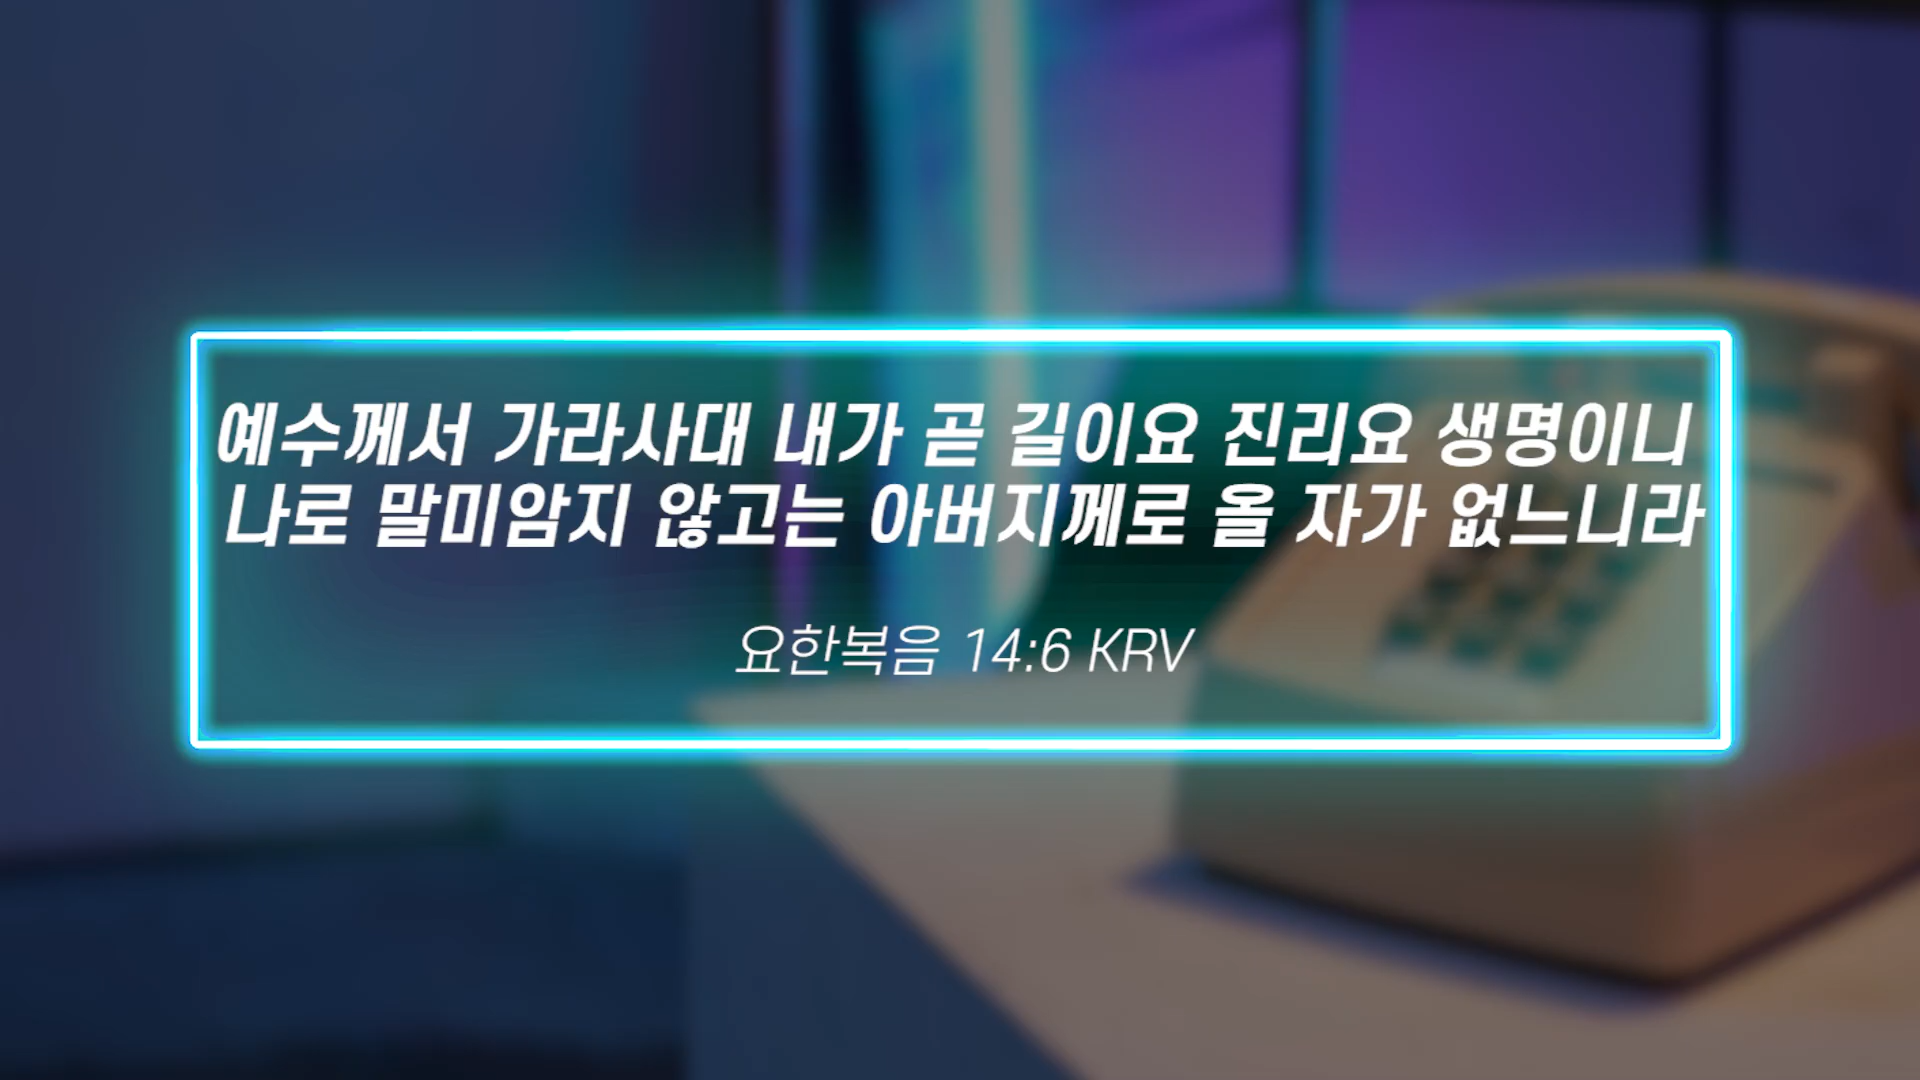 예수께서 가라사대 내가 곧 길이요 진리요 생명이니
나로 말미암지 않고는 아버지께로 올 자가 없느니라
요한복음 14:6 KRV